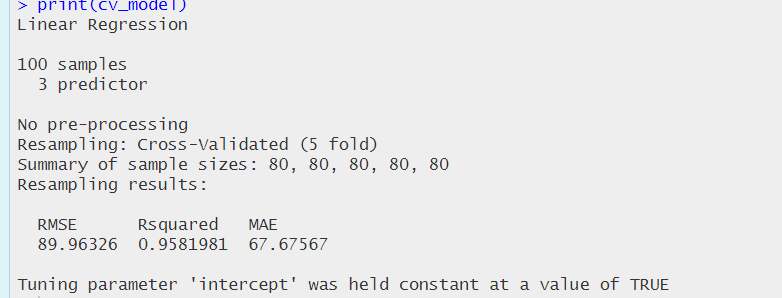 > print(cv_model)
Linear Regression
100 samples
3 predictor
No pre-processing
Resampling: Cross-Validated (5 fold)
Summary of sample sizes: 80, 80, 80, 80, 80
Resampling results:
RMSE Rsquared MAE
89.96326 0.9581981 67.67567
Tuning parameter 'intercept' was held constant at a value of TRUE